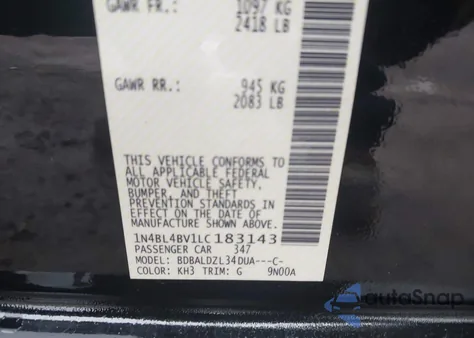 GAWR FR.: 1097 KG
2418 LB
GAWR RR.: 945 KG
2083 LB
THIS VEHICLE CONFORMS TO
ALL APPLICABLE FEDERAL
MOTOR VEHICLE SAFETY,
BUMPER, AND THEFT
PREVENTION STANDARDS
IN EFFECT ON THE
DATE OF MANUFACTURE
1N4BL4BV1LC183143
PASSENGER CAR 347
MODEL: BDBALDZL34DUA---C-
COLOR: KH3 TRIM: G 9N00A
autoSnap